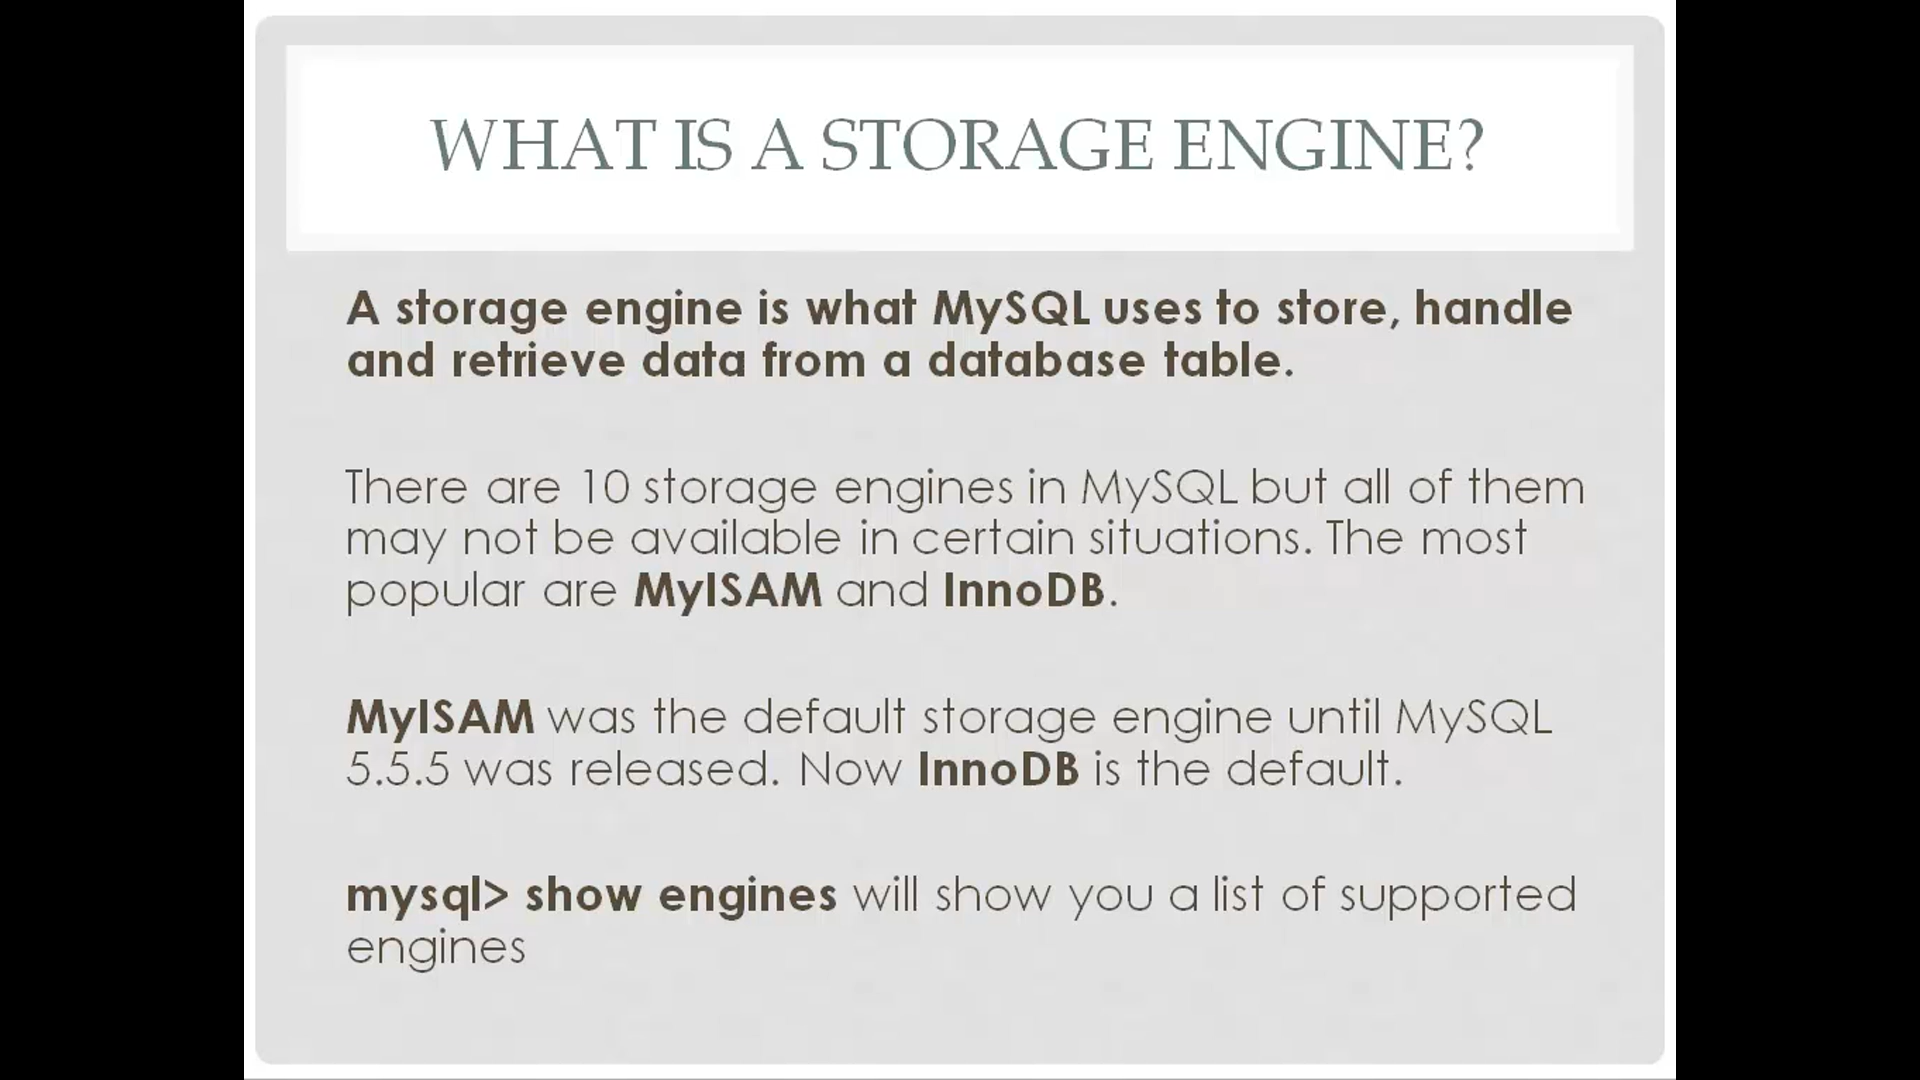 WHAT IS A STORAGE ENGINE?
A storage engine is what MySQL uses to store, handle
and retrieve data from a database table.
There are 10 storage engines in MySQL but all of them
may not be available in certain situations. The most
popular are MyISAM and InnoDB.
MyISAM was the default storage engine until MySQL
5.5.5 was released. Now InnoDB is the default.
mysql> show engines will show you a list of supported
engines